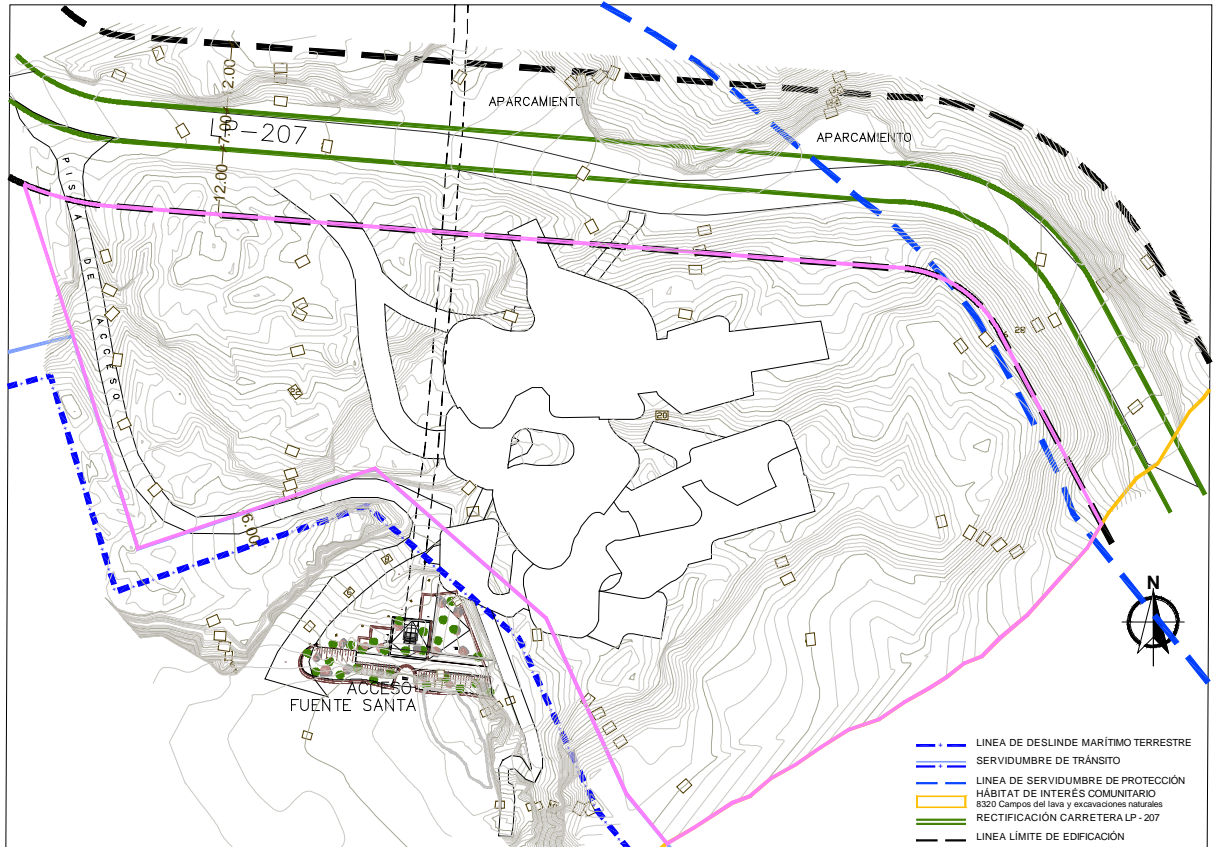 APARCAMIENTO
APARCAMIENTO
LP-207
12.00
7.00
12.00
PISTA DE ACCESO
28
20
6.00
ACCESO
FUENTE SANTA
N
LINEA DE DESLINDE MARÍTIMO TERRESTRE
SERVIDUMBRE DE TRÁNSITO
LINEA DE SERVIDUMBRE DE PROTECCIÓN
HÁBITAT DE INTERÉS COMUNITARIO
8320 Campos del lava y excavaciones naturales
RECTIFICACIÓN CARRETERA LP - 207
LINEA LÍMITE DE EDIFICACIÓN